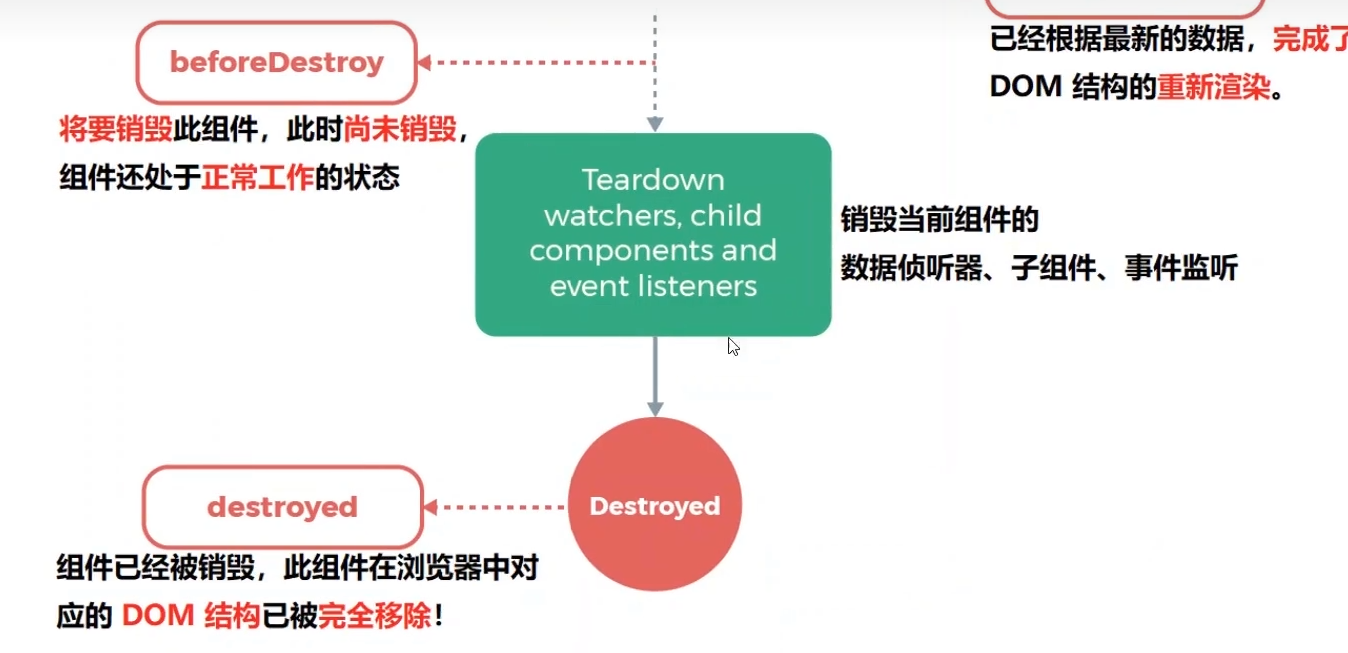 beforeDestroy
将要销毁此组件，此时尚未销毁，
组件还处于正常工作的状态
已经根据最新的数据，完成了
DOM 结构的重新渲染。
Teardown
watchers, child
components and
event listeners
销毁当前组件的
数据侦听器、子组件、事件监听
Destroyed
destroyed
组件已经被销毁，此组件在浏览器中对
应的 DOM 结构已被完全移除！